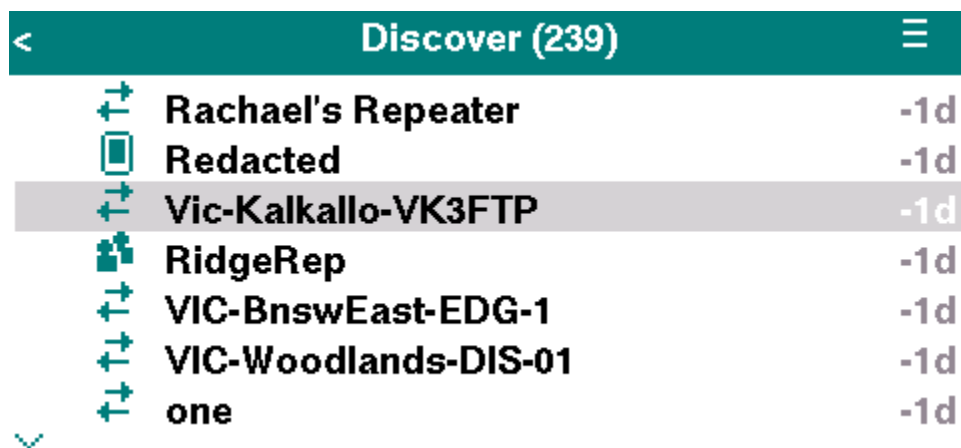 < Discover (239)
Rachael's Repeater -1d
Redacted -1d
Vic-Kalkallo-VK3FTP -1d
RidgeRep -1d
VIC-BnswEast-EDG-1 -1d
VIC-Woodlands-DIS-01 -1d
one -1d